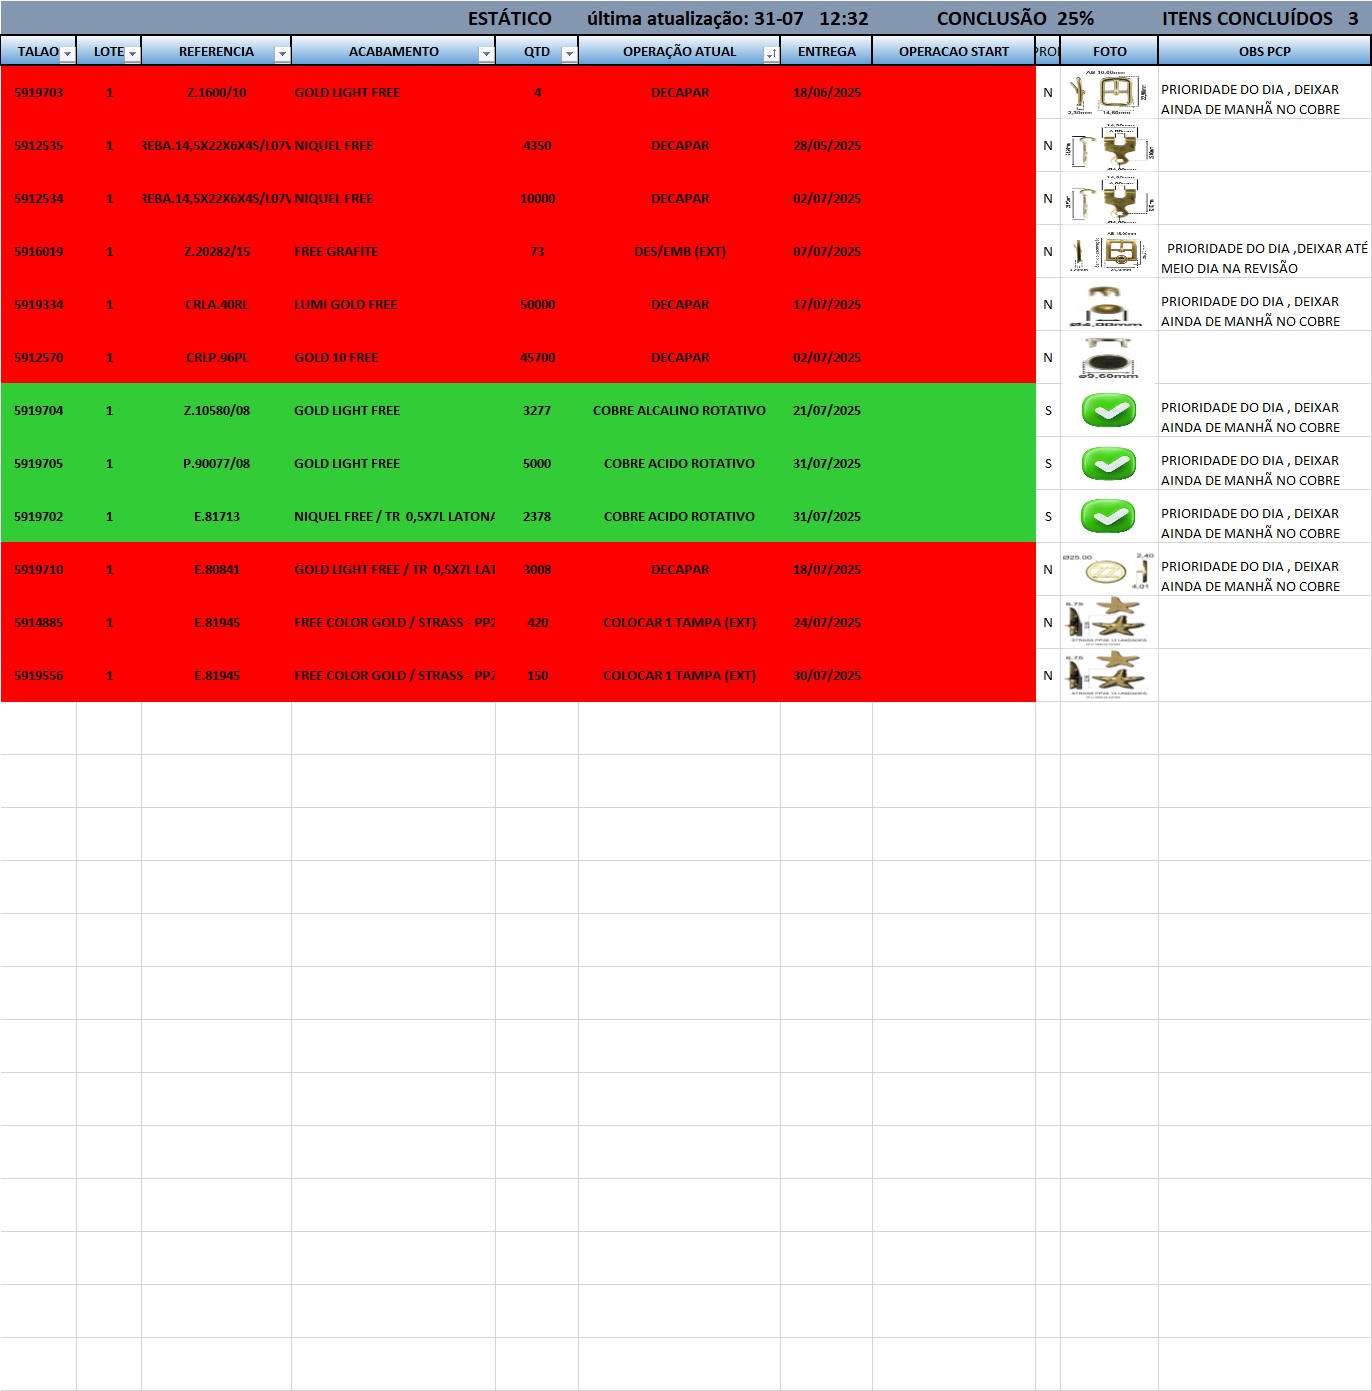 ESTÁTICO última atualização: 31-07 12:32 CONCLUSÃO 25% ITENS CONCLUÍDOS 3
TALAO LOTE REFERENCIA ACABAMENTO QTD OPERAÇÃO ATUAL ENTREGA OPERACAO START PROI FOTO OBS PCP
5919703 1 Z.1600/10 GOLD LIGHT FREE 4 DECAPAR 18/06/2025 N PRIORIDADE DO DIA , DEIXAR
AINDA DE MANHÃ NO COBRE
5912535 1 REBA.14,5X22X6X4S/L07V NIQUEL FREE 4350 DECAPAR 28/05/2025 N
5912534 1 REBA.14,5X22X6X4S/L07V NIQUEL FREE 10000 DECAPAR 02/07/2025 N
5916019 1 Z.20282/15 FREE GRAFITE 73 DES/EMB (EXT) 07/07/2025 N PRIORIDADE DO DIA ,DEIXAR ATÉ
MEIO DIA NA REVISÃO
5919334 1 CRLA.40RL LUMI GOLD FREE 50000 DECAPAR 17/07/2025 N Ø4,00mm PRIORIDADE DO DIA , DEIXAR
AINDA DE MANHÃ NO COBRE
5912570 1 CRLP.96PL GOLD 10 FREE 45700 DECAPAR 02/07/2025 N ø9,60mm
5919704 1 Z.10580/08 GOLD LIGHT FREE 3277 COBRE ALCALINO ROTATIVO 21/07/2025 S PRIORIDADE DO DIA , DEIXAR
AINDA DE MANHÃ NO COBRE
5919705 1 P.90077/08 GOLD LIGHT FREE 5000 COBRE ACIDO ROTATIVO 31/07/2025 S PRIORIDADE DO DIA , DEIXAR
AINDA DE MANHÃ NO COBRE
5919702 1 E.81713 NIQUEL FREE / TR 0,5X7L LATONA 2378 COBRE ACIDO ROTATIVO 31/07/2025 S PRIORIDADE DO DIA , DEIXAR
AINDA DE MANHÃ NO COBRE
5919710 1 E.80841 GOLD LIGHT FREE / TR 0,5X7L LAT 3008 DECAPAR 18/07/2025 N Ø25.00 2,40 4,01 PRIORIDADE DO DIA , DEIXAR
AINDA DE MANHÃ NO COBRE
5914885 1 E.81945 FREE COLOR GOLD / STRASS - PP2 420 COLOCAR 1 TAMPA (EXT) 24/07/2025 N
5919556 1 E.81945 FREE COLOR GOLD / STRASS - PP2 150 COLOCAR 1 TAMPA (EXT) 30/07/2025 N